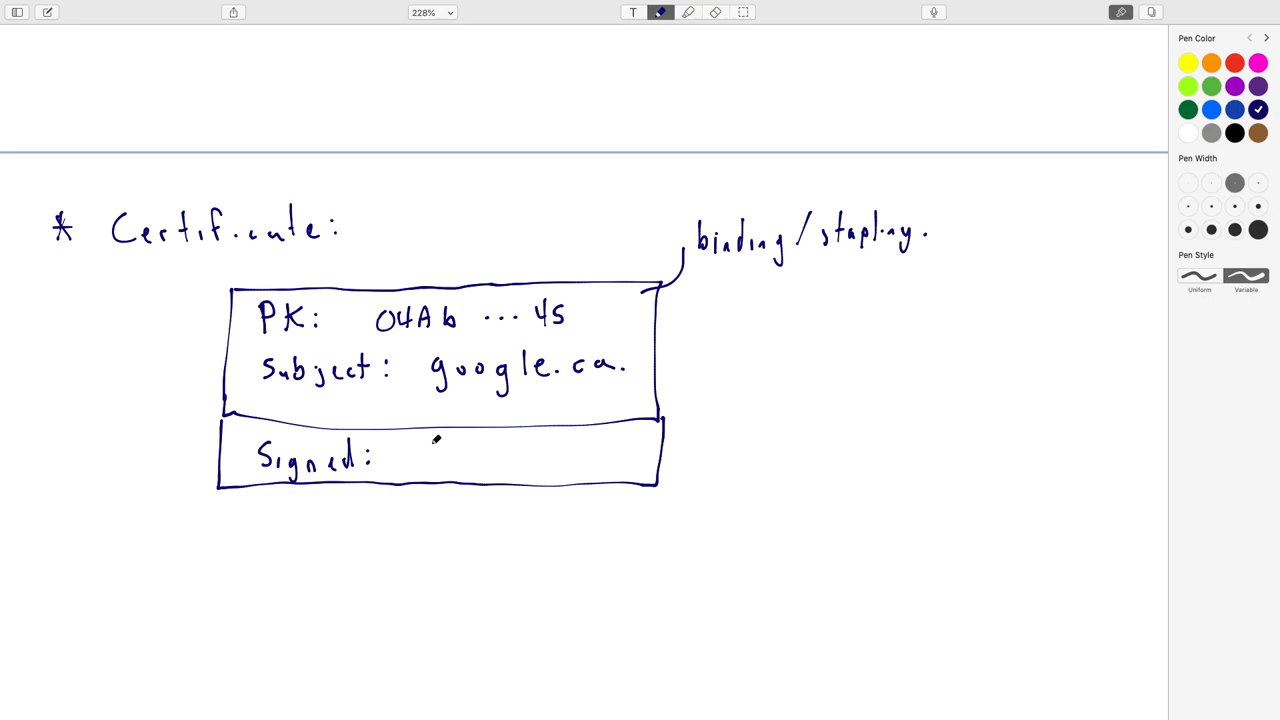 228%
T
Pen Color
* Certificate:
binding/stapling.
Pen Width
PK: 04Ab ... 45
Subject: google.ca.
Pen Style
Uniform Variable
Signed: